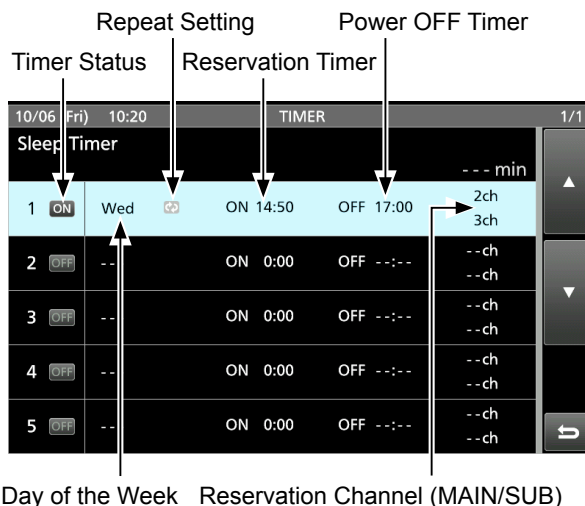 Repeat Setting Power OFF Timer
Timer Status Reservation Timer
10/06 (Fri) 10:20 TIMER 1/1
Sleep Timer
--- min
1 ON Wed ON 14:50 OFF 17:00 2ch
3ch
2 OFF -- ON 0:00 OFF --:-- --ch
--ch
3 OFF -- ON 0:00 OFF --:-- --ch
--ch
4 OFF -- ON 0:00 OFF --:-- --ch
--ch
5 OFF -- ON 0:00 OFF --:-- --ch
--ch
Day of the Week Reservation Channel (MAIN/SUB)